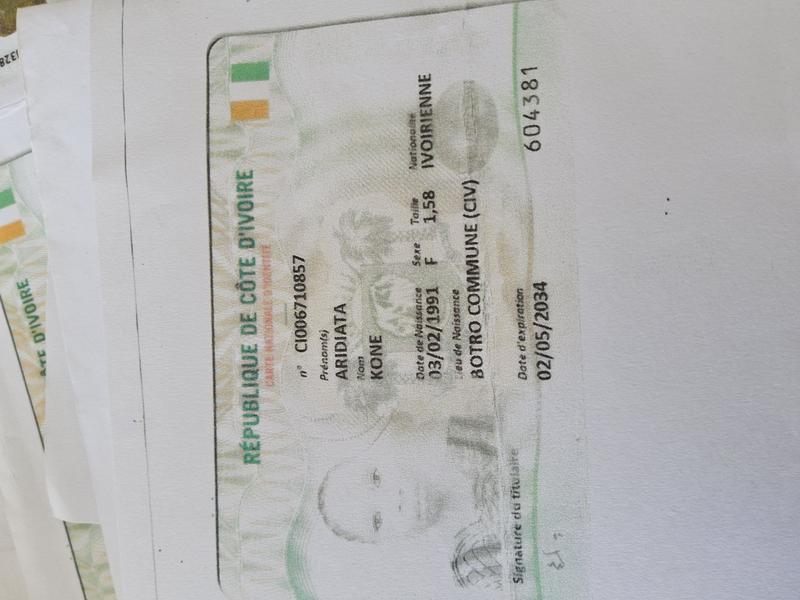 RÉPUBLIQUE DE CÔTE D'IVOIRE
CARTE NATIONALE D'IDENTITÉ
n° CI006710857
Prénom(s)
ARIDIATA
Nom
KONE
Date de Naissance Sexe Taille Nationalité
03/02/1991 F 1,58 IVOIRIENNE
Lieu de Naissance
BOTRO COMMUNE (CIV)
Signature du titulaire
Date d'expiration
02/05/2034
604381
D'IVOIRE